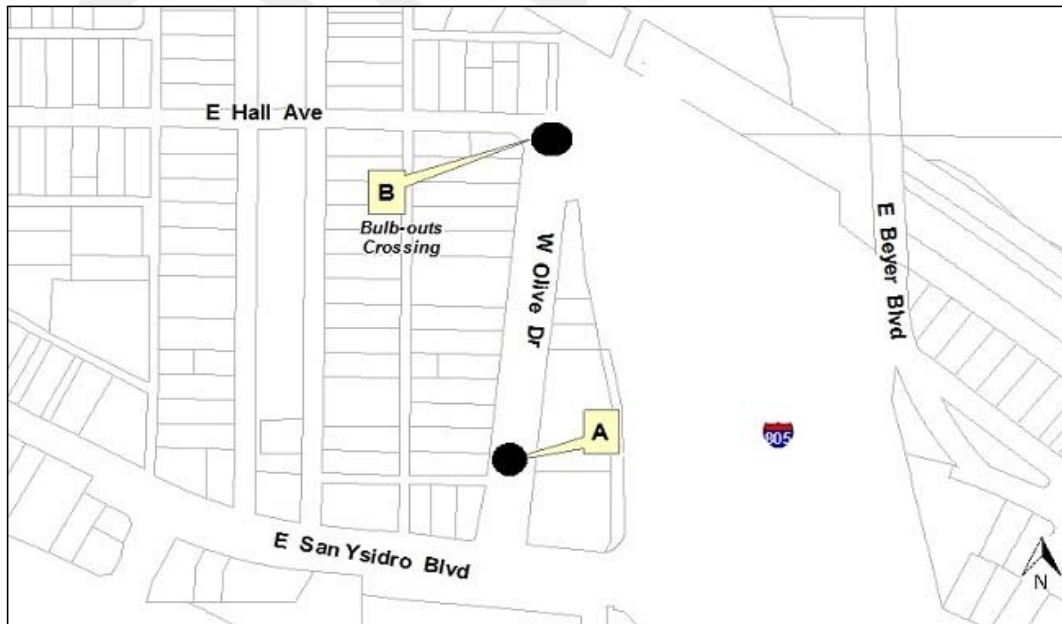 E Hall Ave
B
Bulb-outs
Crossing
W Olive Dr
E Beyer Blvd
A
805
E San Ysidro Blvd
N